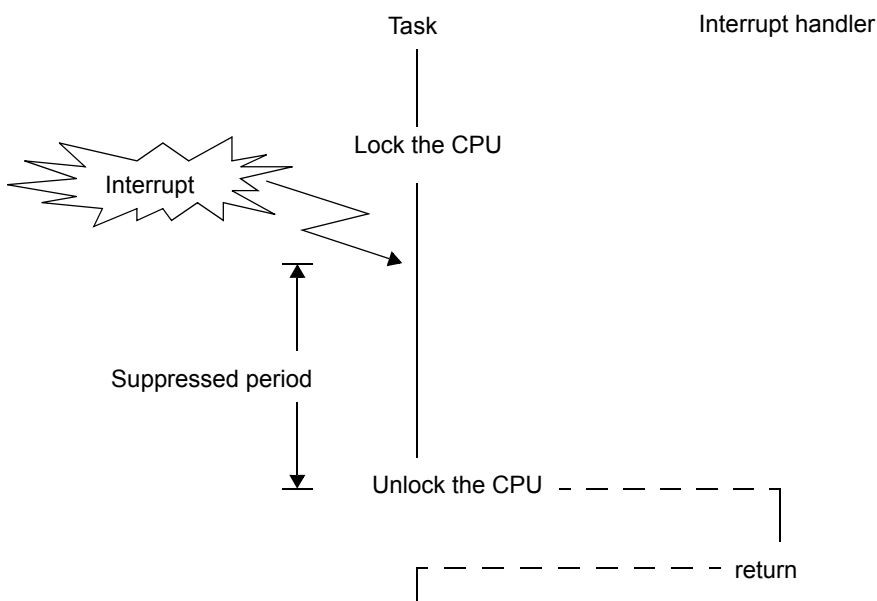 Task
Interrupt handler
Lock the CPU
Interrupt
Suppressed period
Unlock the CPU
return